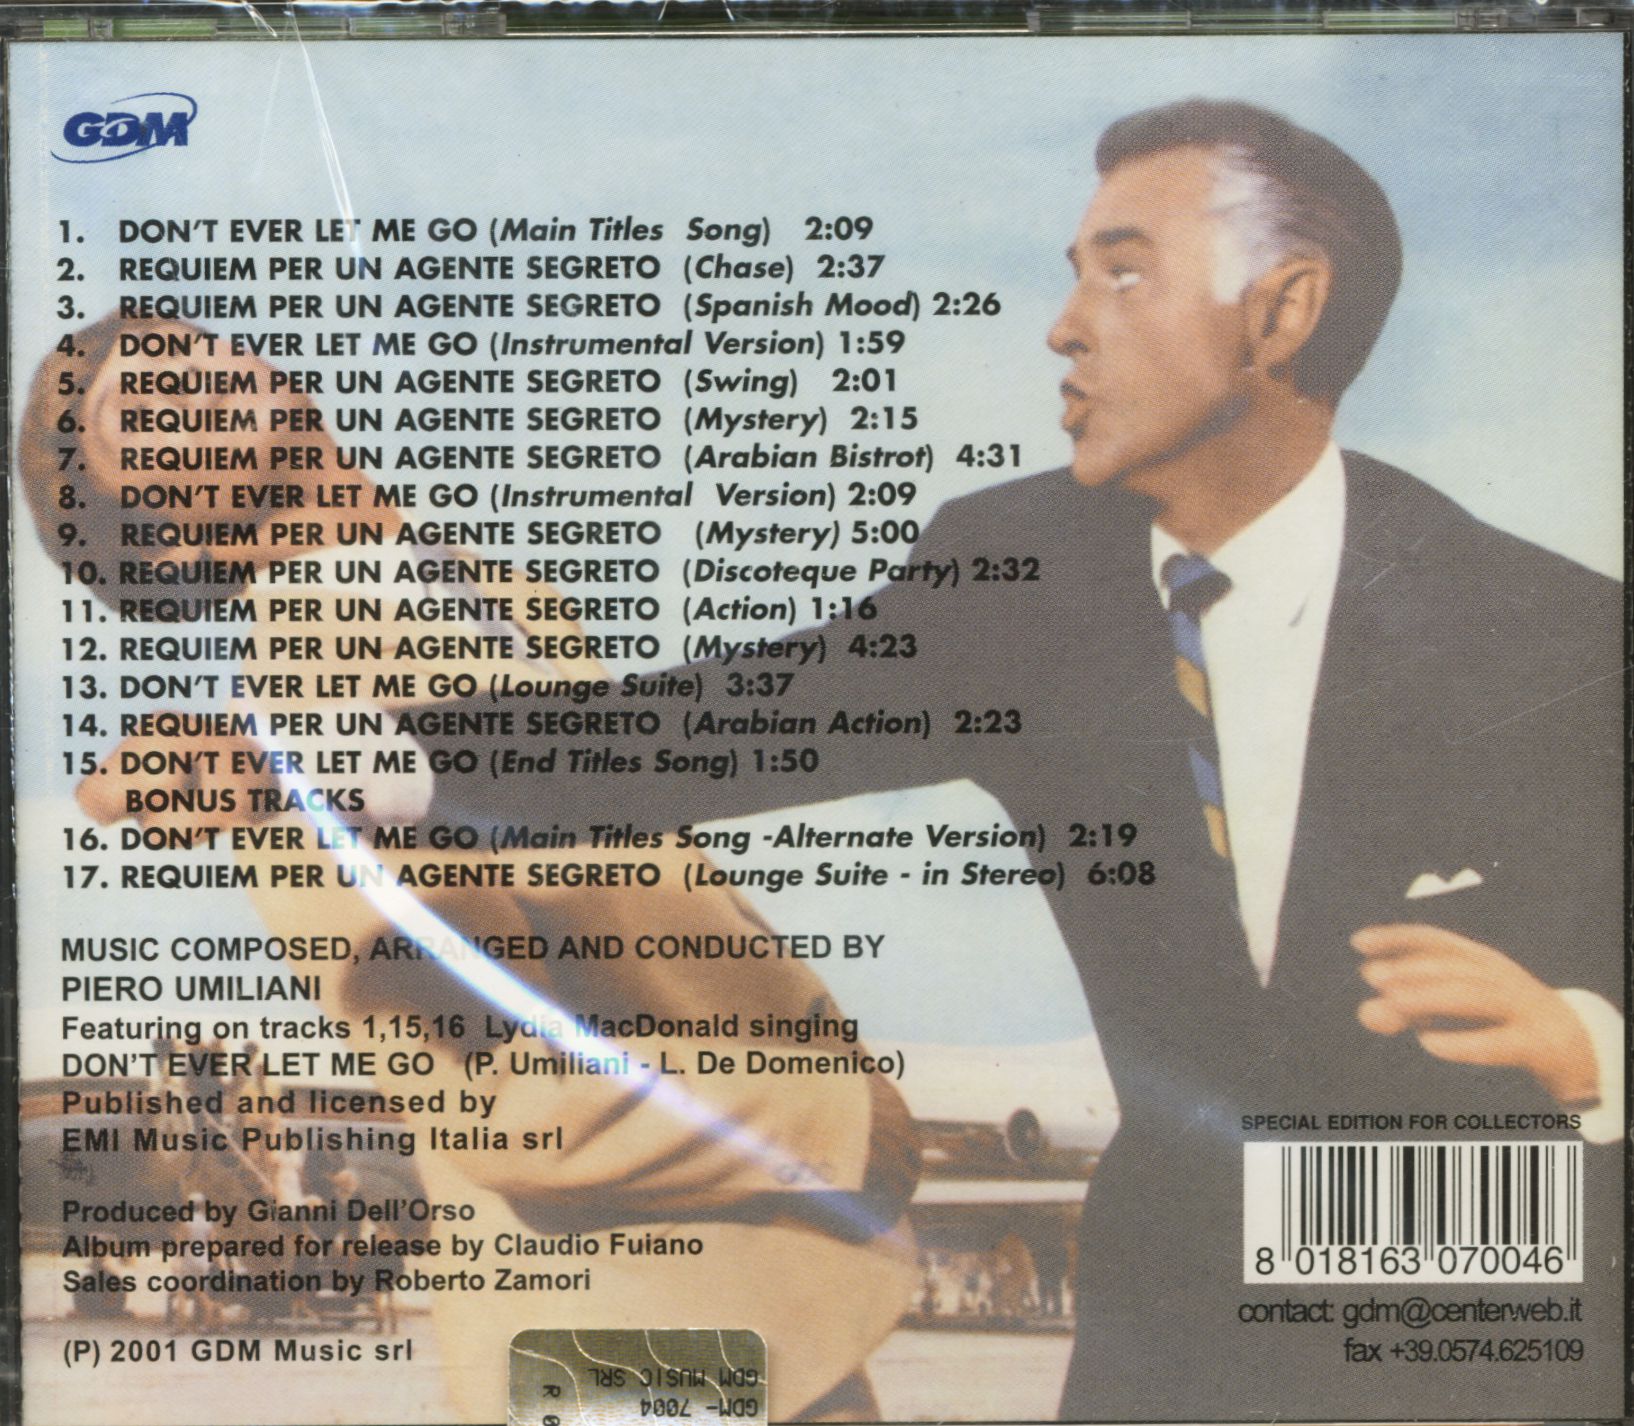 GDM
1. DON'T EVER LET ME GO (Main Titles Song) 2:09
2. REQUIEM PER UN AGENTE SEGRETO (Chase) 2:37
3. REQUIEM PER UN AGENTE SEGRETO (Spanish Mood) 2:26
4. DON'T EVER LET ME GO (Instrumental Version) 1:59
5. REQUIEM PER UN AGENTE SEGRETO (Swing) 2:01
6. REQUIEM PER UN AGENTE SEGRETO (Mystery) 2:15
7. REQUIEM PER UN AGENTE SEGRETO (Arabian Bistrot) 4:31
8. DON'T EVER LET ME GO (Instrumental Version) 2:09
9. REQUIEM PER UN AGENTE SEGRETO (Mystery) 5:00
10. REQUIEM PER UN AGENTE SEGRETO (Discoteque Party) 2:32
11. REQUIEM PER UN AGENTE SEGRETO (Action) 1:16
12. REQUIEM PER UN AGENTE SEGRETO (Mystery) 4:23
13. DON'T EVER LET ME GO (Lounge Suite) 3:37
14. REQUIEM PER UN AGENTE SEGRETO (Arabian Action) 2:23
15. DON'T EVER LET ME GO (End Titles Song) 1:50
BONUS TRACKS
16. DON'T EVER LET ME GO (Main Titles Song -Alternate Version) 2:19
17. REQUIEM PER UN AGENTE SEGRETO (Lounge Suite - in Stereo) 6:08
MUSIC COMPOSED, ARRANGED AND CONDUCTED BY
PIERO UMILIANI
Featuring on tracks 1,15,16 Lydia MacDonald singing
DON'T EVER LET ME GO (P. Umiliani - L. De Domenico)
Published and licensed by
EMI Music Publishing Italia srl
Produced by Gianni Dell'Orso
Album prepared for release by Claudio Fuiano
Sales coordination by Roberto Zamori
(P) 2001 GDM Music srl
SPECIAL EDITION FOR COLLECTORS
8 018163 070046
contact: gdm@centerweb.it
fax +39.0574.625109
GDM MUSIC SRL
GDM- 7004